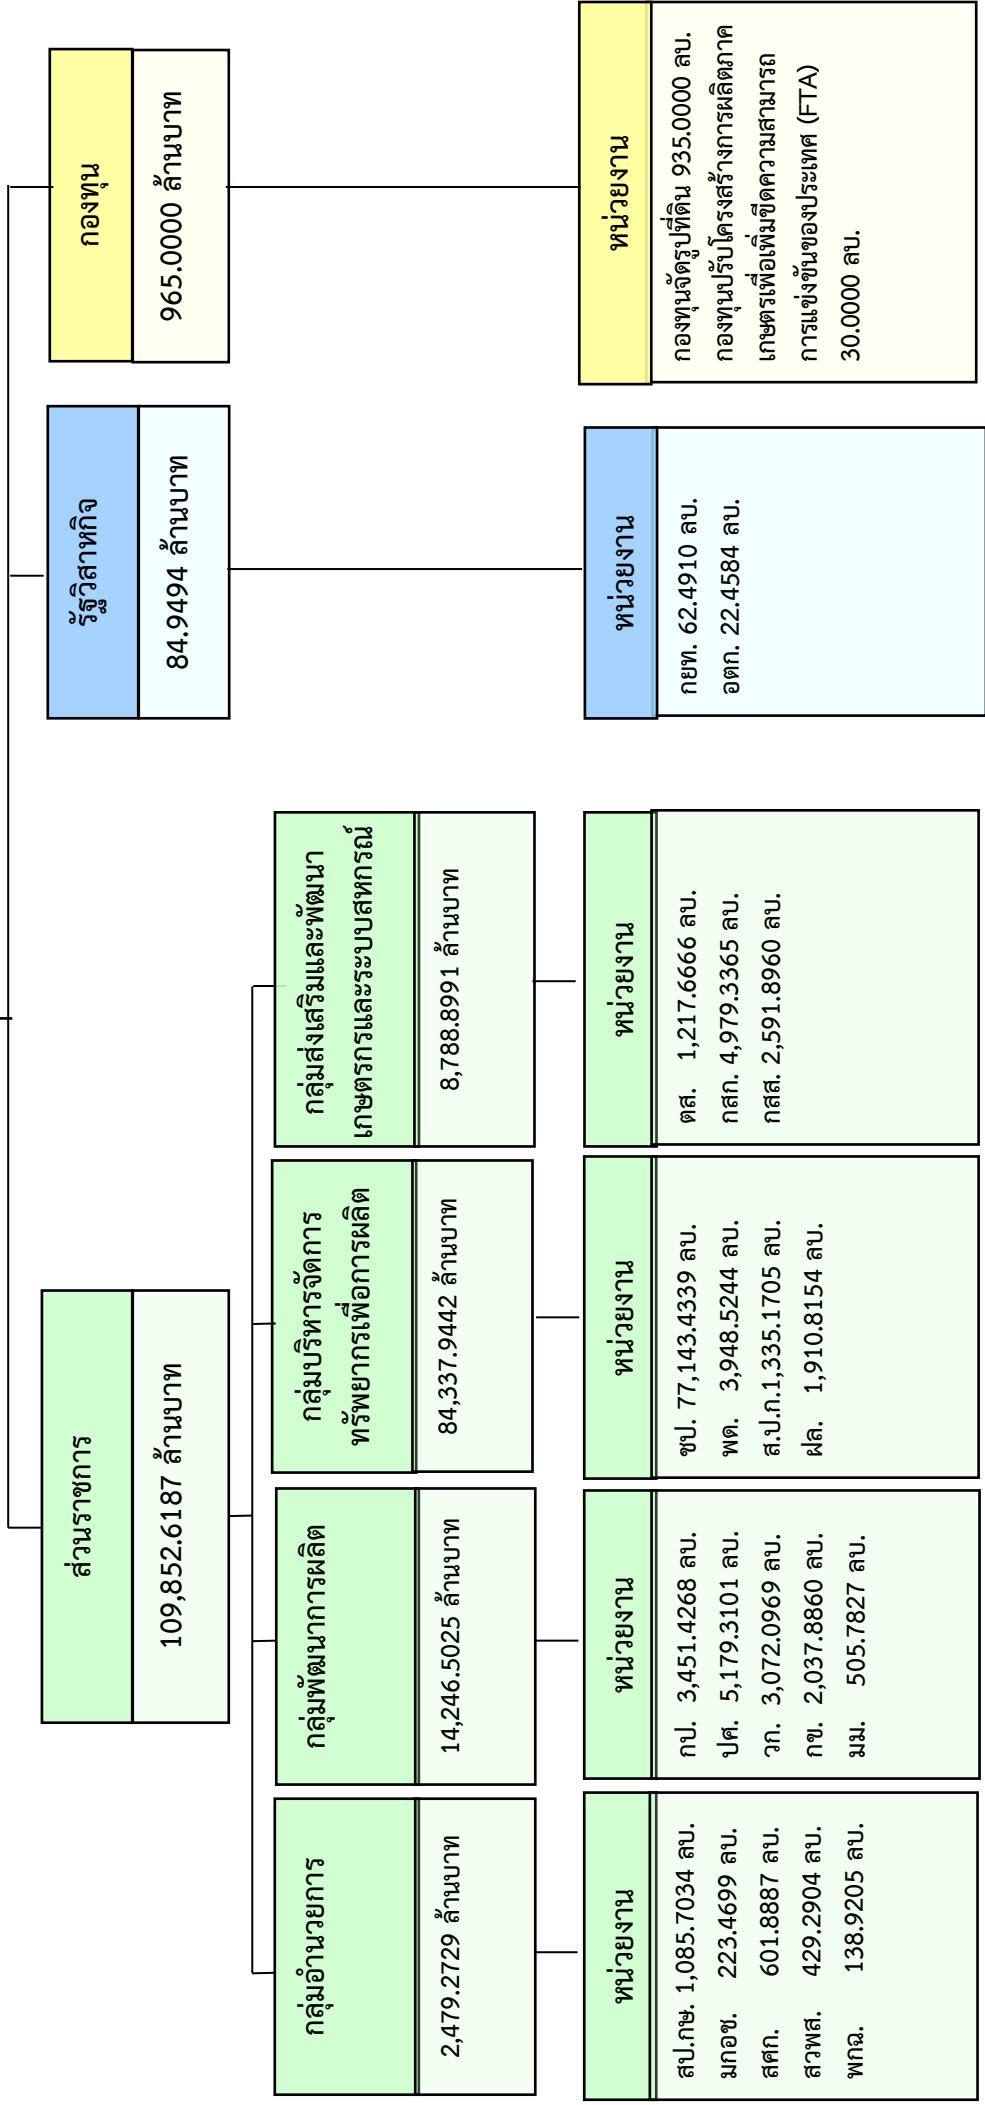 ส่วนราชการ
109,852.6187 ล้านบาท
รัฐวิสาหกิจ
84.9494 ล้านบาท
กองทุน
965.0000 ล้านบาท
กลุ่มอำนวยการ
2,479.2729 ล้านบาท
กลุ่มพัฒนาการผลิต
14,246.5025 ล้านบาท
กลุ่มบริหารจัดการ
ทรัพยากรเพื่อการผลิต
84,337.9442 ล้านบาท
กลุ่มส่งเสริมและพัฒนา
เกษตรกรและระบบสหกรณ์
8,788.8991 ล้านบาท
หน่วยงาน
สป.กษ. 1,085.7034 ลบ.
มกอช. 223.4699 ลบ.
สศก. 601.8887 ลบ.
สวพส. 429.2904 ลบ.
พกฉ. 138.9205 ลบ.
หน่วยงาน
กป. 3,451.4268 ลบ.
ปศ. 5,179.3101 ลบ.
วก. 3,072.0969 ลบ.
กข. 2,037.8860 ลบ.
มม. 505.7827 ลบ.
หน่วยงาน
ชป. 77,143.4339 ลบ.
พด. 3,948.5244 ลบ.
ส.ป.ก.1,335.1705 ลบ.
ฝล. 1,910.8154 ลบ.
หน่วยงาน
ตส. 1,217.6666 ลบ.
กสก. 4,979.3365 ลบ.
กสส. 2,591.8960 ลบ.
หน่วยงาน
กยท. 62.4910 ลบ.
อตก. 22.4584 ลบ.
หน่วยงาน
กองทุนจัดรูปที่ดิน 935.0000 ลบ.
กองทุนปรับโครงสร้างการผลิตภาค
เกษตรเพื่อเพิ่มขีดความสามารถ
การแข่งขันของประเทศ (FTA)
30.0000 ลบ.